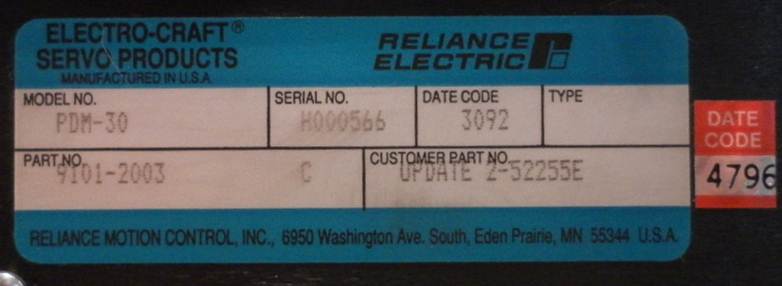 ELECTRO-CRAFT®
SERVO PRODUCTS
MANUFACTURED IN U.S.A.
RELIANCE
ELECTRIC
MODEL NO.
PDM-30
SERIAL NO.
H000566
DATE CODE
3092
TYPE
PART NO.
9101-2003 C
CUSTOMER PART NO.
UPDATE 2-52255E
RELIANCE MOTION CONTROL, INC., 6950 Washington Ave. South, Eden Prairie, MN 55344 U.S.A.
DATE
CODE
4796